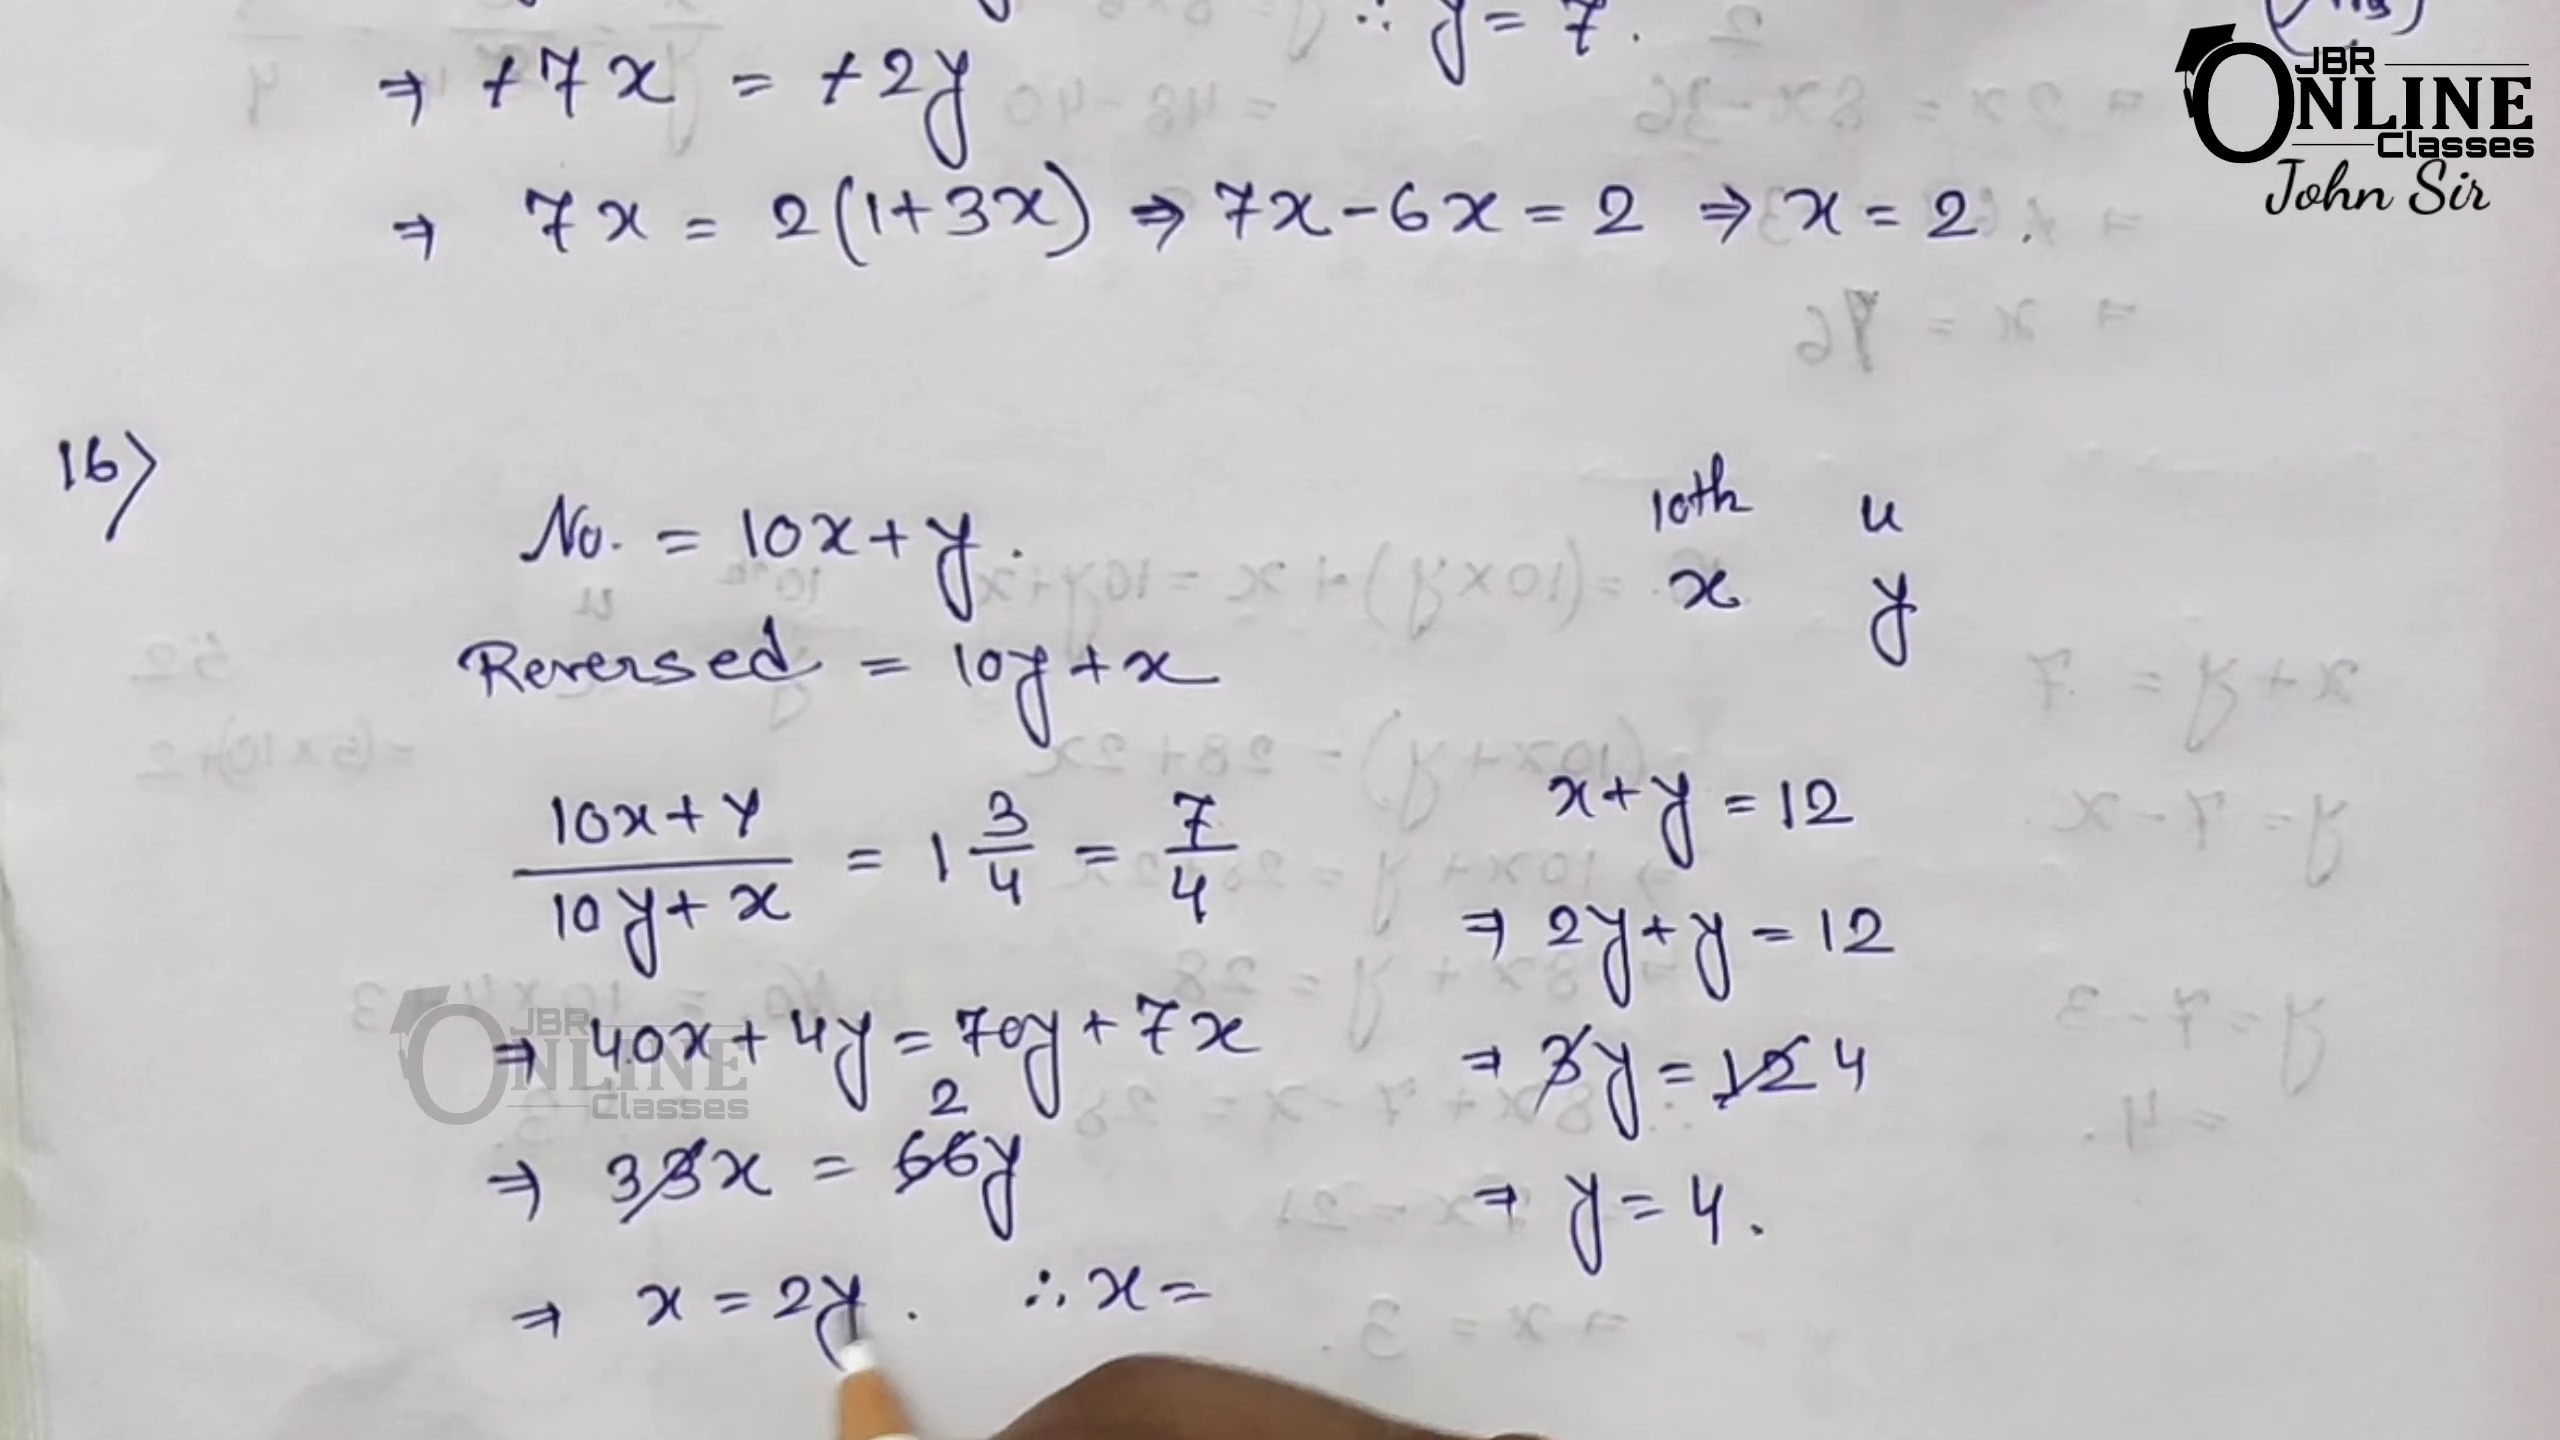 ∴ y = 7.
⇒ +7x = +2y
⇒ 7x = 2(1+3x) ⇒ 7x-6x = 2 ⇒ x = 2.
JBR
ONLINE
Classes
John Sir
16)
10th u
x y
No. = 10x+y.
Reversed = 10y+x
10x+y/10y+x = 1 3/4 = 7/4
⇒ 40x+4y = 70y+7x
2
⇒ 33x = 66y
⇒ x = 2y. ∴ x =
x+y = 12
⇒ 2y+y = 12
⇒ 3y = 12 4
⇒ y = 4.
JBR
ONLINE
Classes